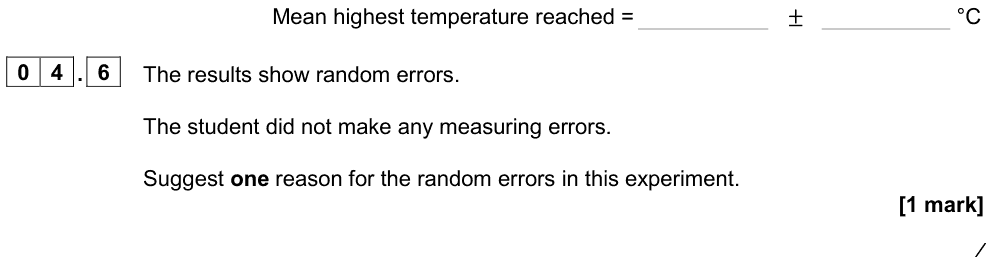 Mean highest temperature reached = ± °C
0 4 . 6 The results show random errors.
The student did not make any measuring errors.
Suggest one reason for the random errors in this experiment.
[1 mark]